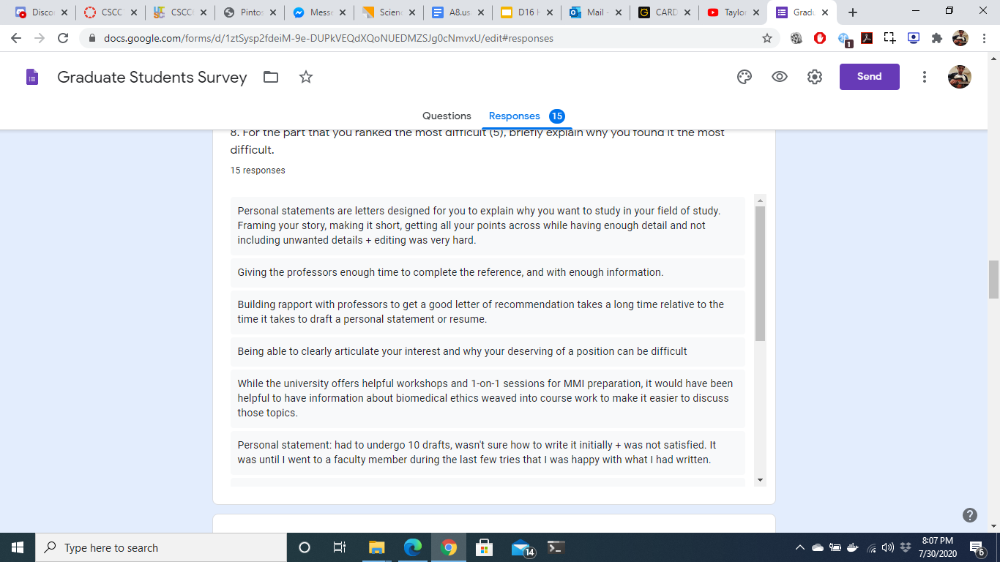 Disco
CSCC
CSCC
Pintos
Messe
Scienc
A8.us
D16 H
Mail -
CARD
Taylor
Gradu
docs.google.com/forms/d/1ztSysp2fdeiM-9e-DUPkVEQdXQoNUEDMZSJg0cNmvxU/edit#responses
1
Graduate Students Survey
Send
Questions
Responses 15
8. For the part that you ranked the most difficult (5), briefly explain why you found it the most
difficult.
15 responses
Personal statements are letters designed for you to explain why you want to study in your field of study.
Framing your story, making it short, getting all your points across while having enough detail and not
including unwanted details + editing was very hard.
Giving the professors enough time to complete the reference, and with enough information.
Building rapport with professors to get a good letter of recommendation takes a long time relative to the
time it takes to draft a personal statement or resume.
Being able to clearly articulate your interest and why your deserving of a position can be difficult
While the university offers helpful workshops and 1-on-1 sessions for MMI preparation, it would have been
helpful to have information about biomedical ethics weaved into course work to make it easier to discuss
those topics.
Personal statement: had to undergo 10 drafts, wasn't sure how to write it initially + was not satisfied. It
was until I went to a faculty member during the last few tries that I was happy with what I had written.
Type here to search
14
8:07 PM
7/30/2020
6